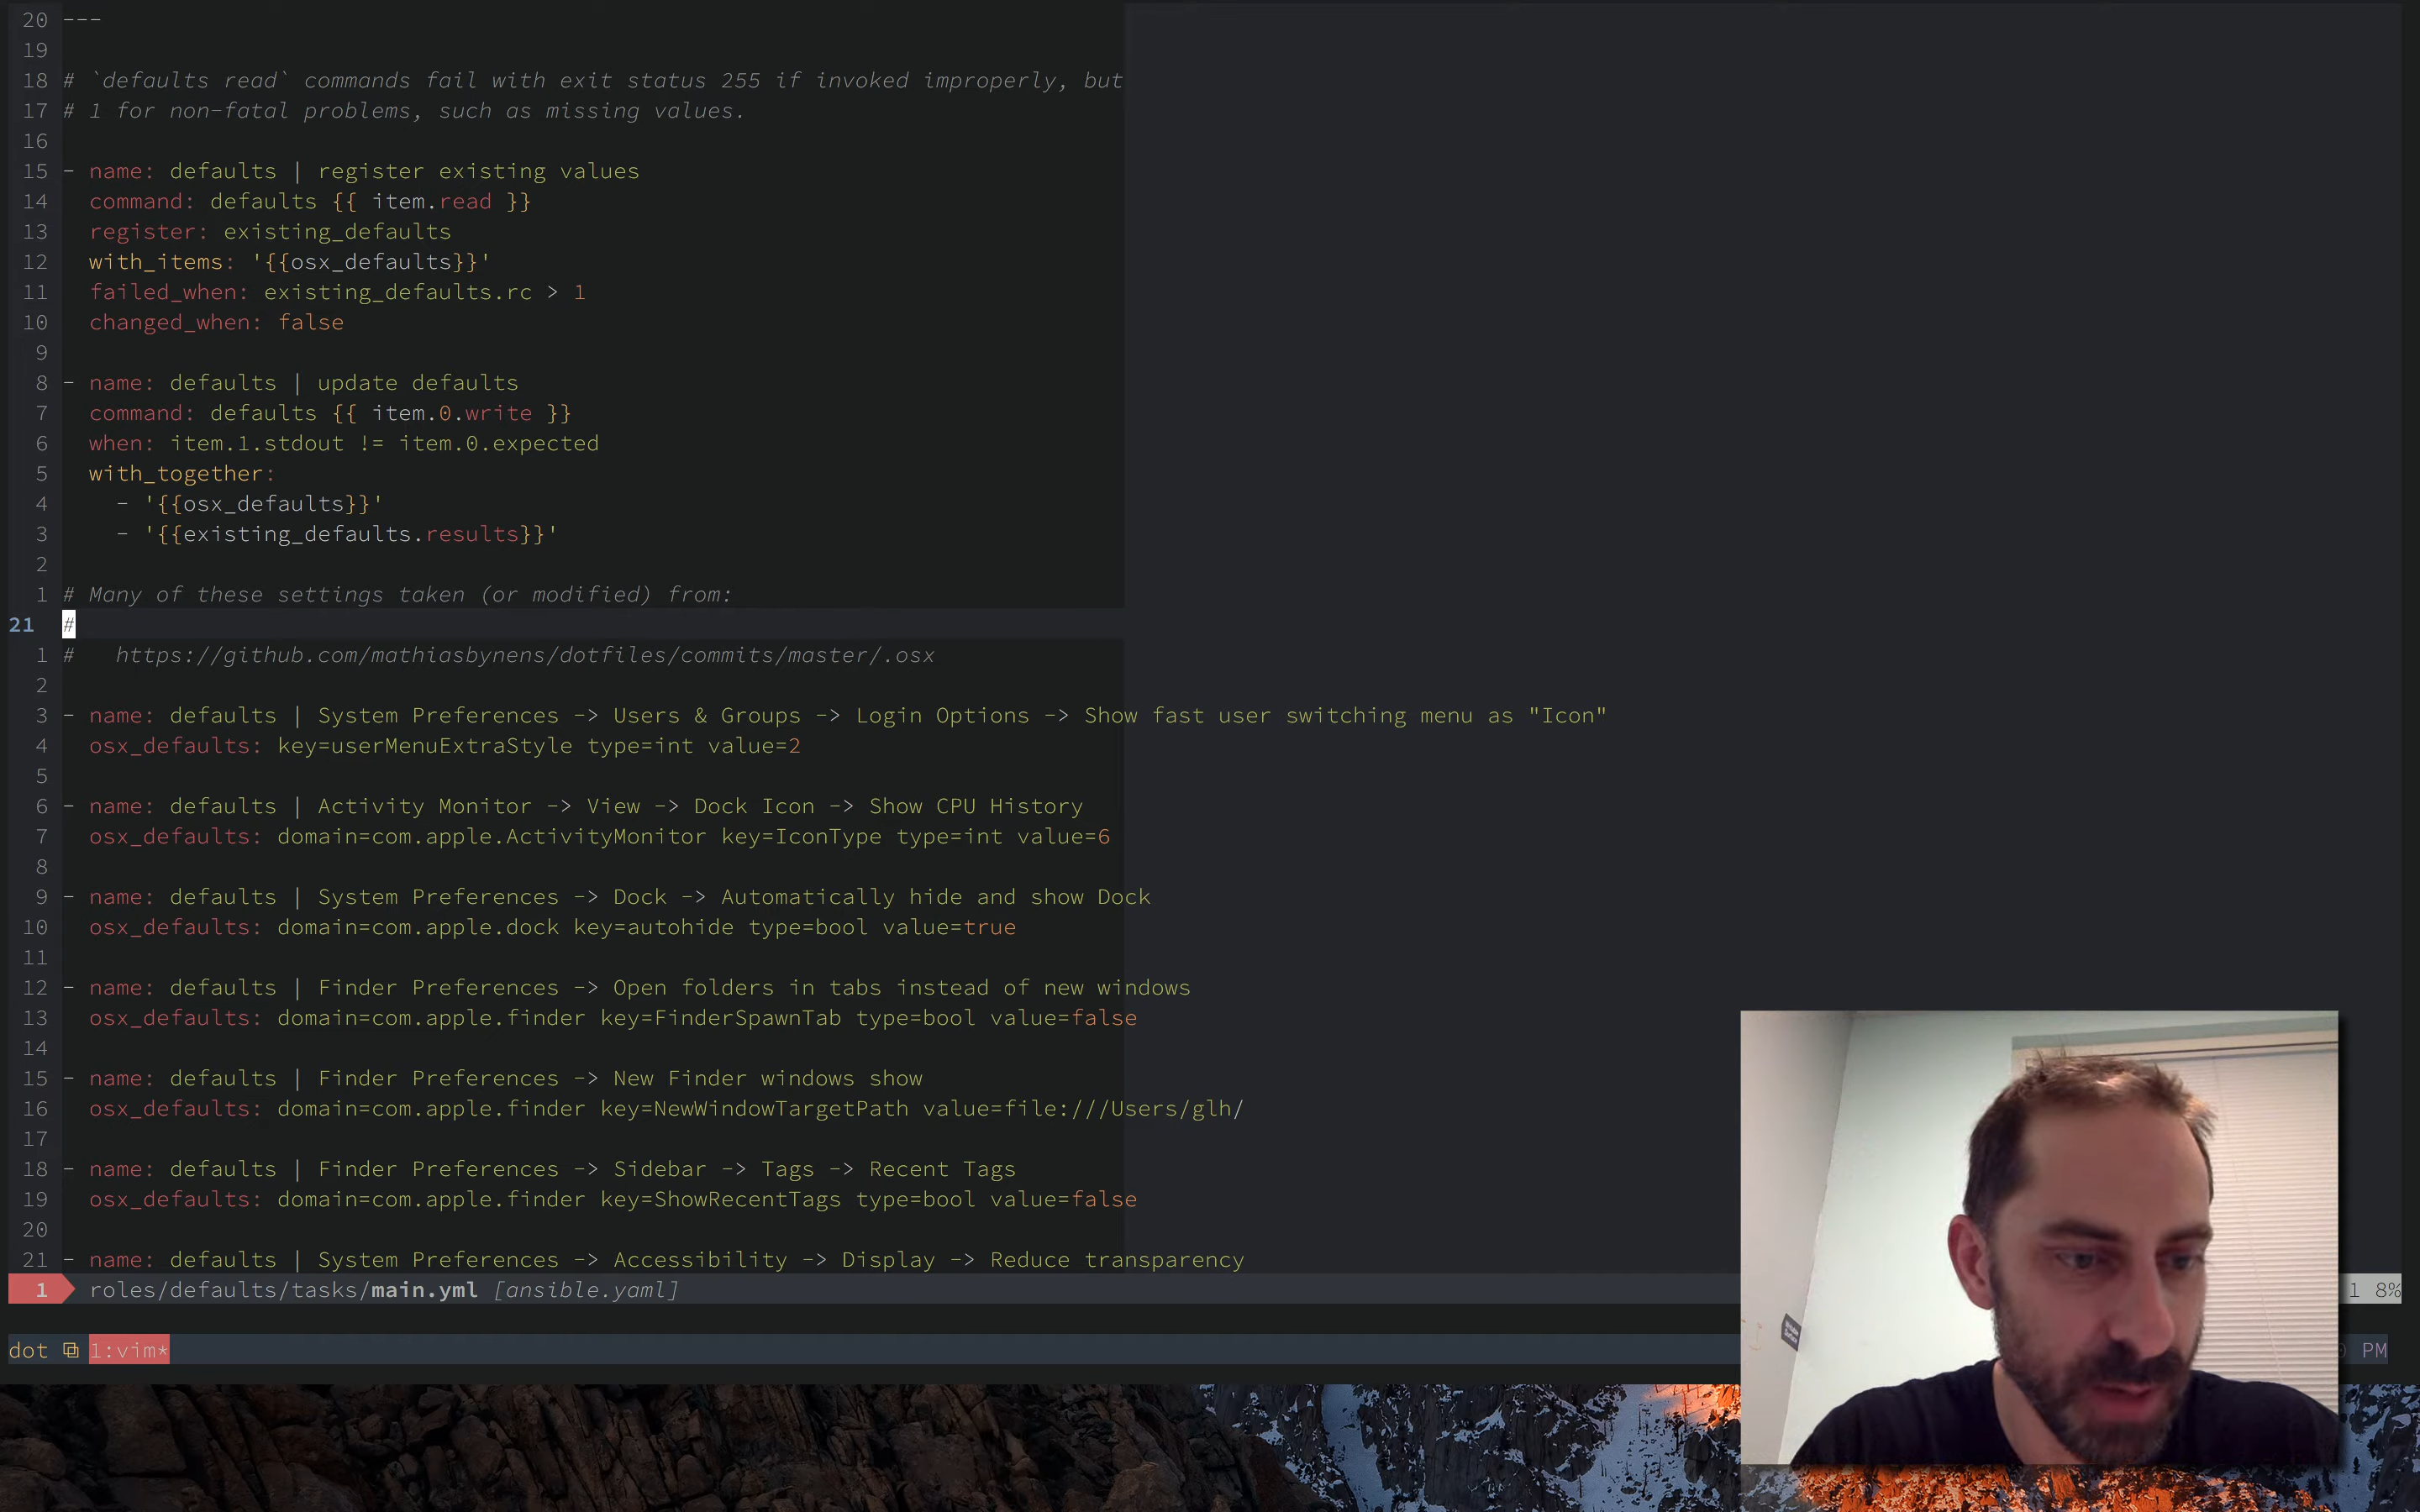 20 ---
19
18 # `defaults read` commands fail with exit status 255 if invoked improperly, but
17 # 1 for non-fatal problems, such as missing values.
16
15 - name: defaults | register existing values
14   command: defaults {{ item.read }}
13   register: existing_defaults
12   with_items: '{{osx_defaults}}'
11   failed_when: existing_defaults.rc > 1
10   changed_when: false
9
8 - name: defaults | update defaults
7   command: defaults {{ item.0.write }}
6   when: item.1.stdout != item.0.expected
5   with_together:
4     - '{{osx_defaults}}'
3     - '{{existing_defaults.results}}'
2
1 # Many of these settings taken (or modified) from:
21 #
1 #   https://github.com/mathiasbynens/dotfiles/commits/master/.osx
2
3 - name: defaults | System Preferences -> Users & Groups -> Login Options -> Show fast user switching menu as "Icon"
4   osx_defaults: key=userMenuExtraStyle type=int value=2
5
6 - name: defaults | Activity Monitor -> View -> Dock Icon -> Show CPU History
7   osx_defaults: domain=com.apple.ActivityMonitor key=IconType type=int value=6
8
9 - name: defaults | System Preferences -> Dock -> Automatically hide and show Dock
10   osx_defaults: domain=com.apple.dock key=autohide type=bool value=true
11
12 - name: defaults | Finder Preferences -> Open folders in tabs instead of new windows
13   osx_defaults: domain=com.apple.finder key=FinderSpawnTab type=bool value=false
14
15 - name: defaults | Finder Preferences -> New Finder windows show
16   osx_defaults: domain=com.apple.finder key=NewWindowTargetPath value=file:///Users/glh/
17
18 - name: defaults | Finder Preferences -> Sidebar -> Tags -> Recent Tags
19   osx_defaults: domain=com.apple.finder key=ShowRecentTags type=bool value=false
20
21 - name: defaults | System Preferences -> Accessibility -> Display -> Reduce transparency
1 roles/defaults/tasks/main.yml [ansible.yaml] 1 8%
dot 1:vim* PM